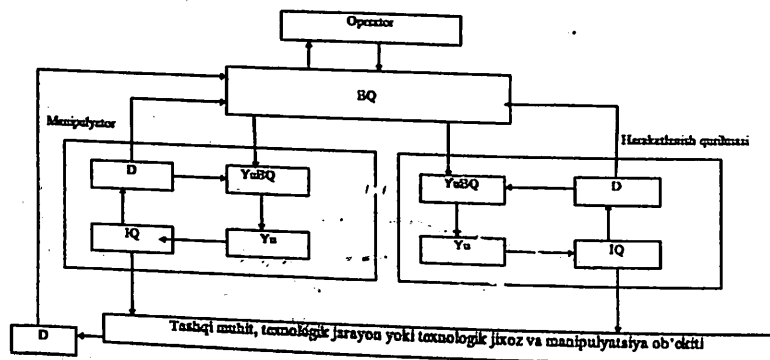 Operator
BQ
Manipulyator
Harakatlanish qurilmasi
D
YuBQ
YuBQ
D
IQ
Yu
Yu
IQ
Tashqi muhit, texnologik jarayon yoki texnologik jixoz va manipulyatsiya ob'ekiti
D